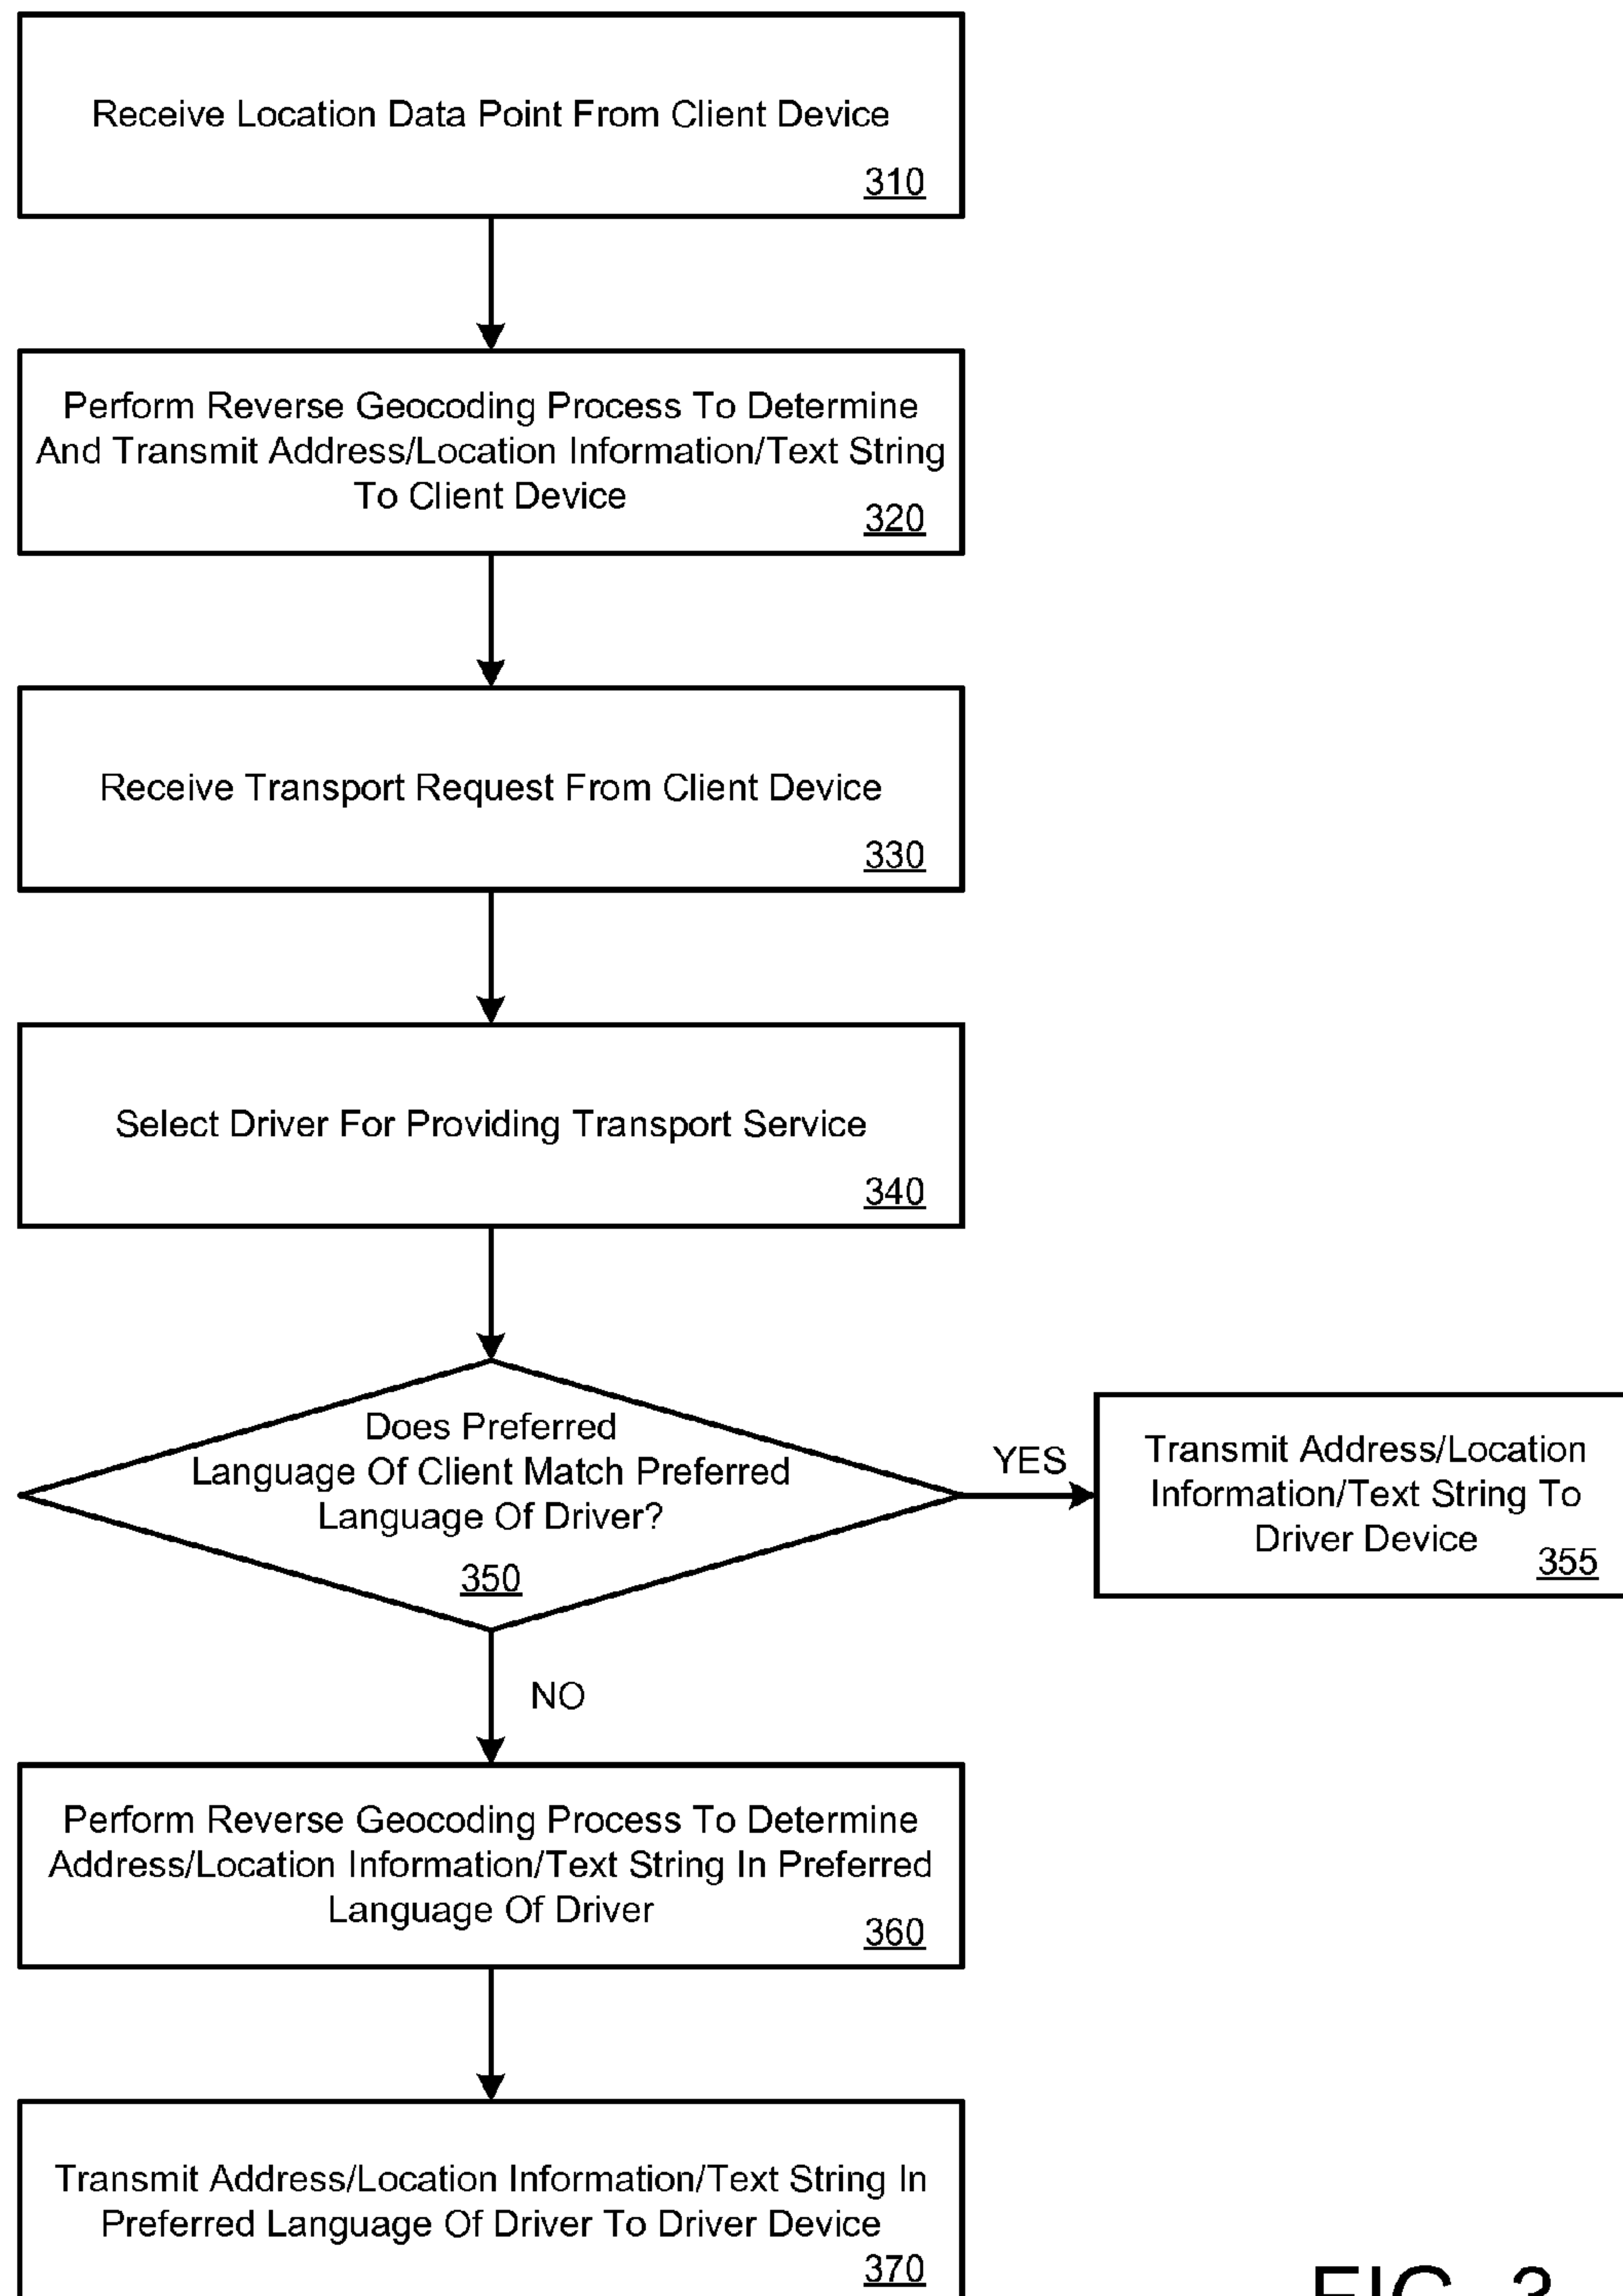 Receive Location Data Point From Client Device
310
Perform Reverse Geocoding Process To Determine
And Transmit Address/Location Information/Text String
To Client Device
320
Receive Transport Request From Client Device
330
Select Driver For Providing Transport Service
340
Does Preferred
Language Of Client Match Preferred
Language Of Driver?
350
YES
Transmit Address/Location
Information/Text String To
Driver Device
355
NO
Perform Reverse Geocoding Process To Determine
Address/Location Information/Text String In Preferred
Language Of Driver
360
Transmit Address/Location Information/Text String In
Preferred Language Of Driver To Driver Device
370
FIG. 3